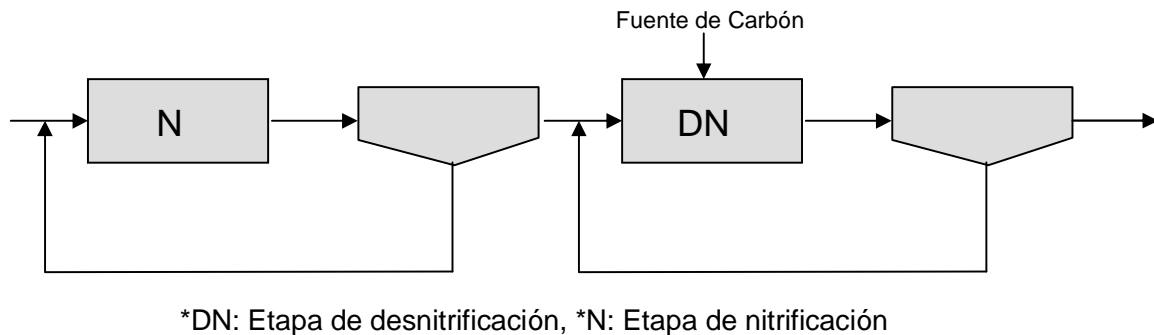 Fuente de Carbón
N
DN
*DN: Etapa de desnitrificación, *N: Etapa de nitrificación